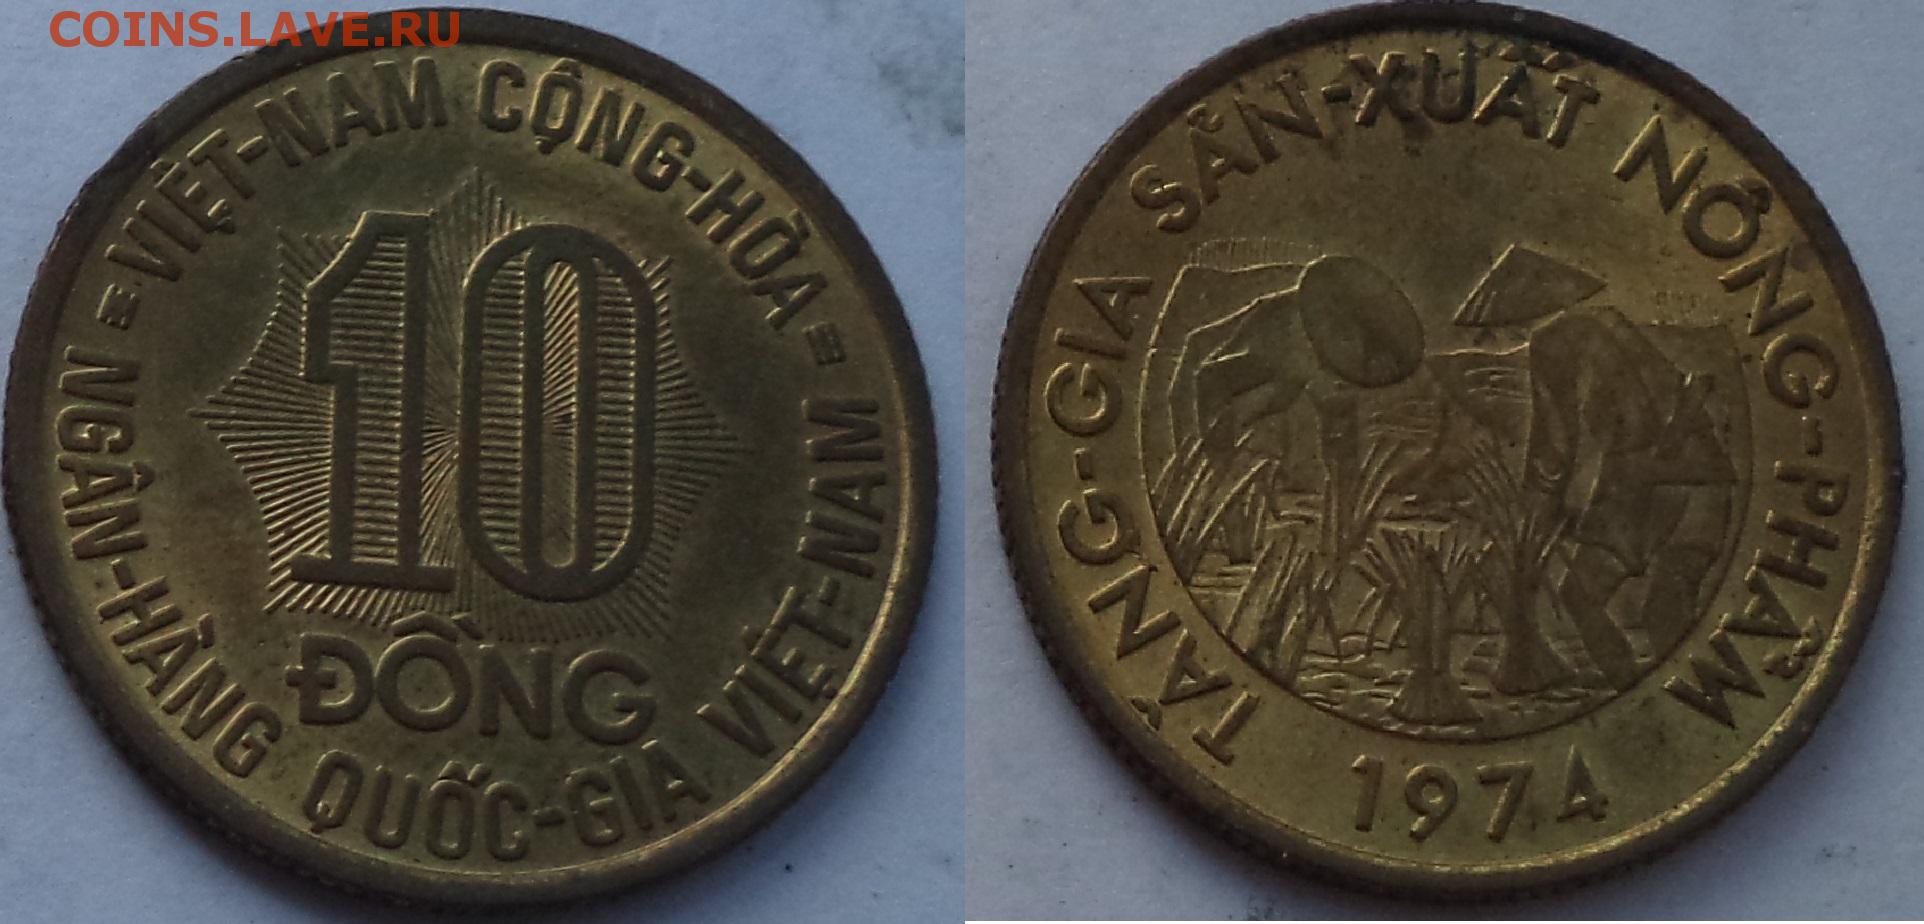 COINS.LAVE.RU
VIỆT-NAM CỘNG-HÒA
10
ĐỒNG
NGÂN-HÀNG QUỐC-GIA VIỆT-NAM
TĂNG-GIA SẢN-XUẤT NÔNG-PHẨM
1974